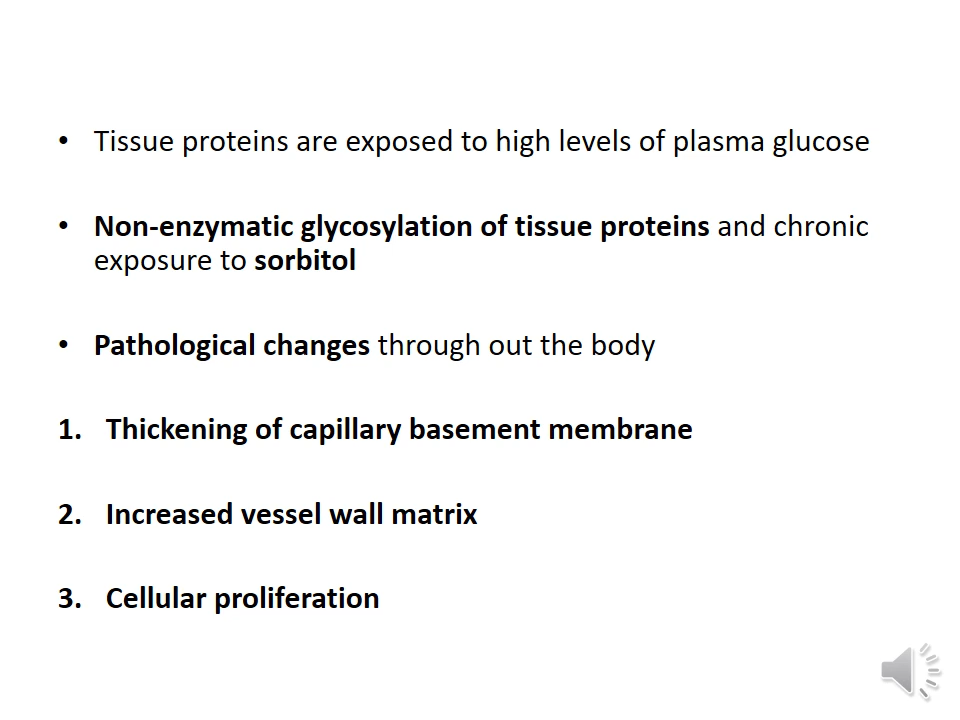 • Tissue proteins are exposed to high levels of plasma glucose
• Non-enzymatic glycosylation of tissue proteins and chronic
exposure to sorbitol
• Pathological changes through out the body
1. Thickening of capillary basement membrane
2. Increased vessel wall matrix
3. Cellular proliferation